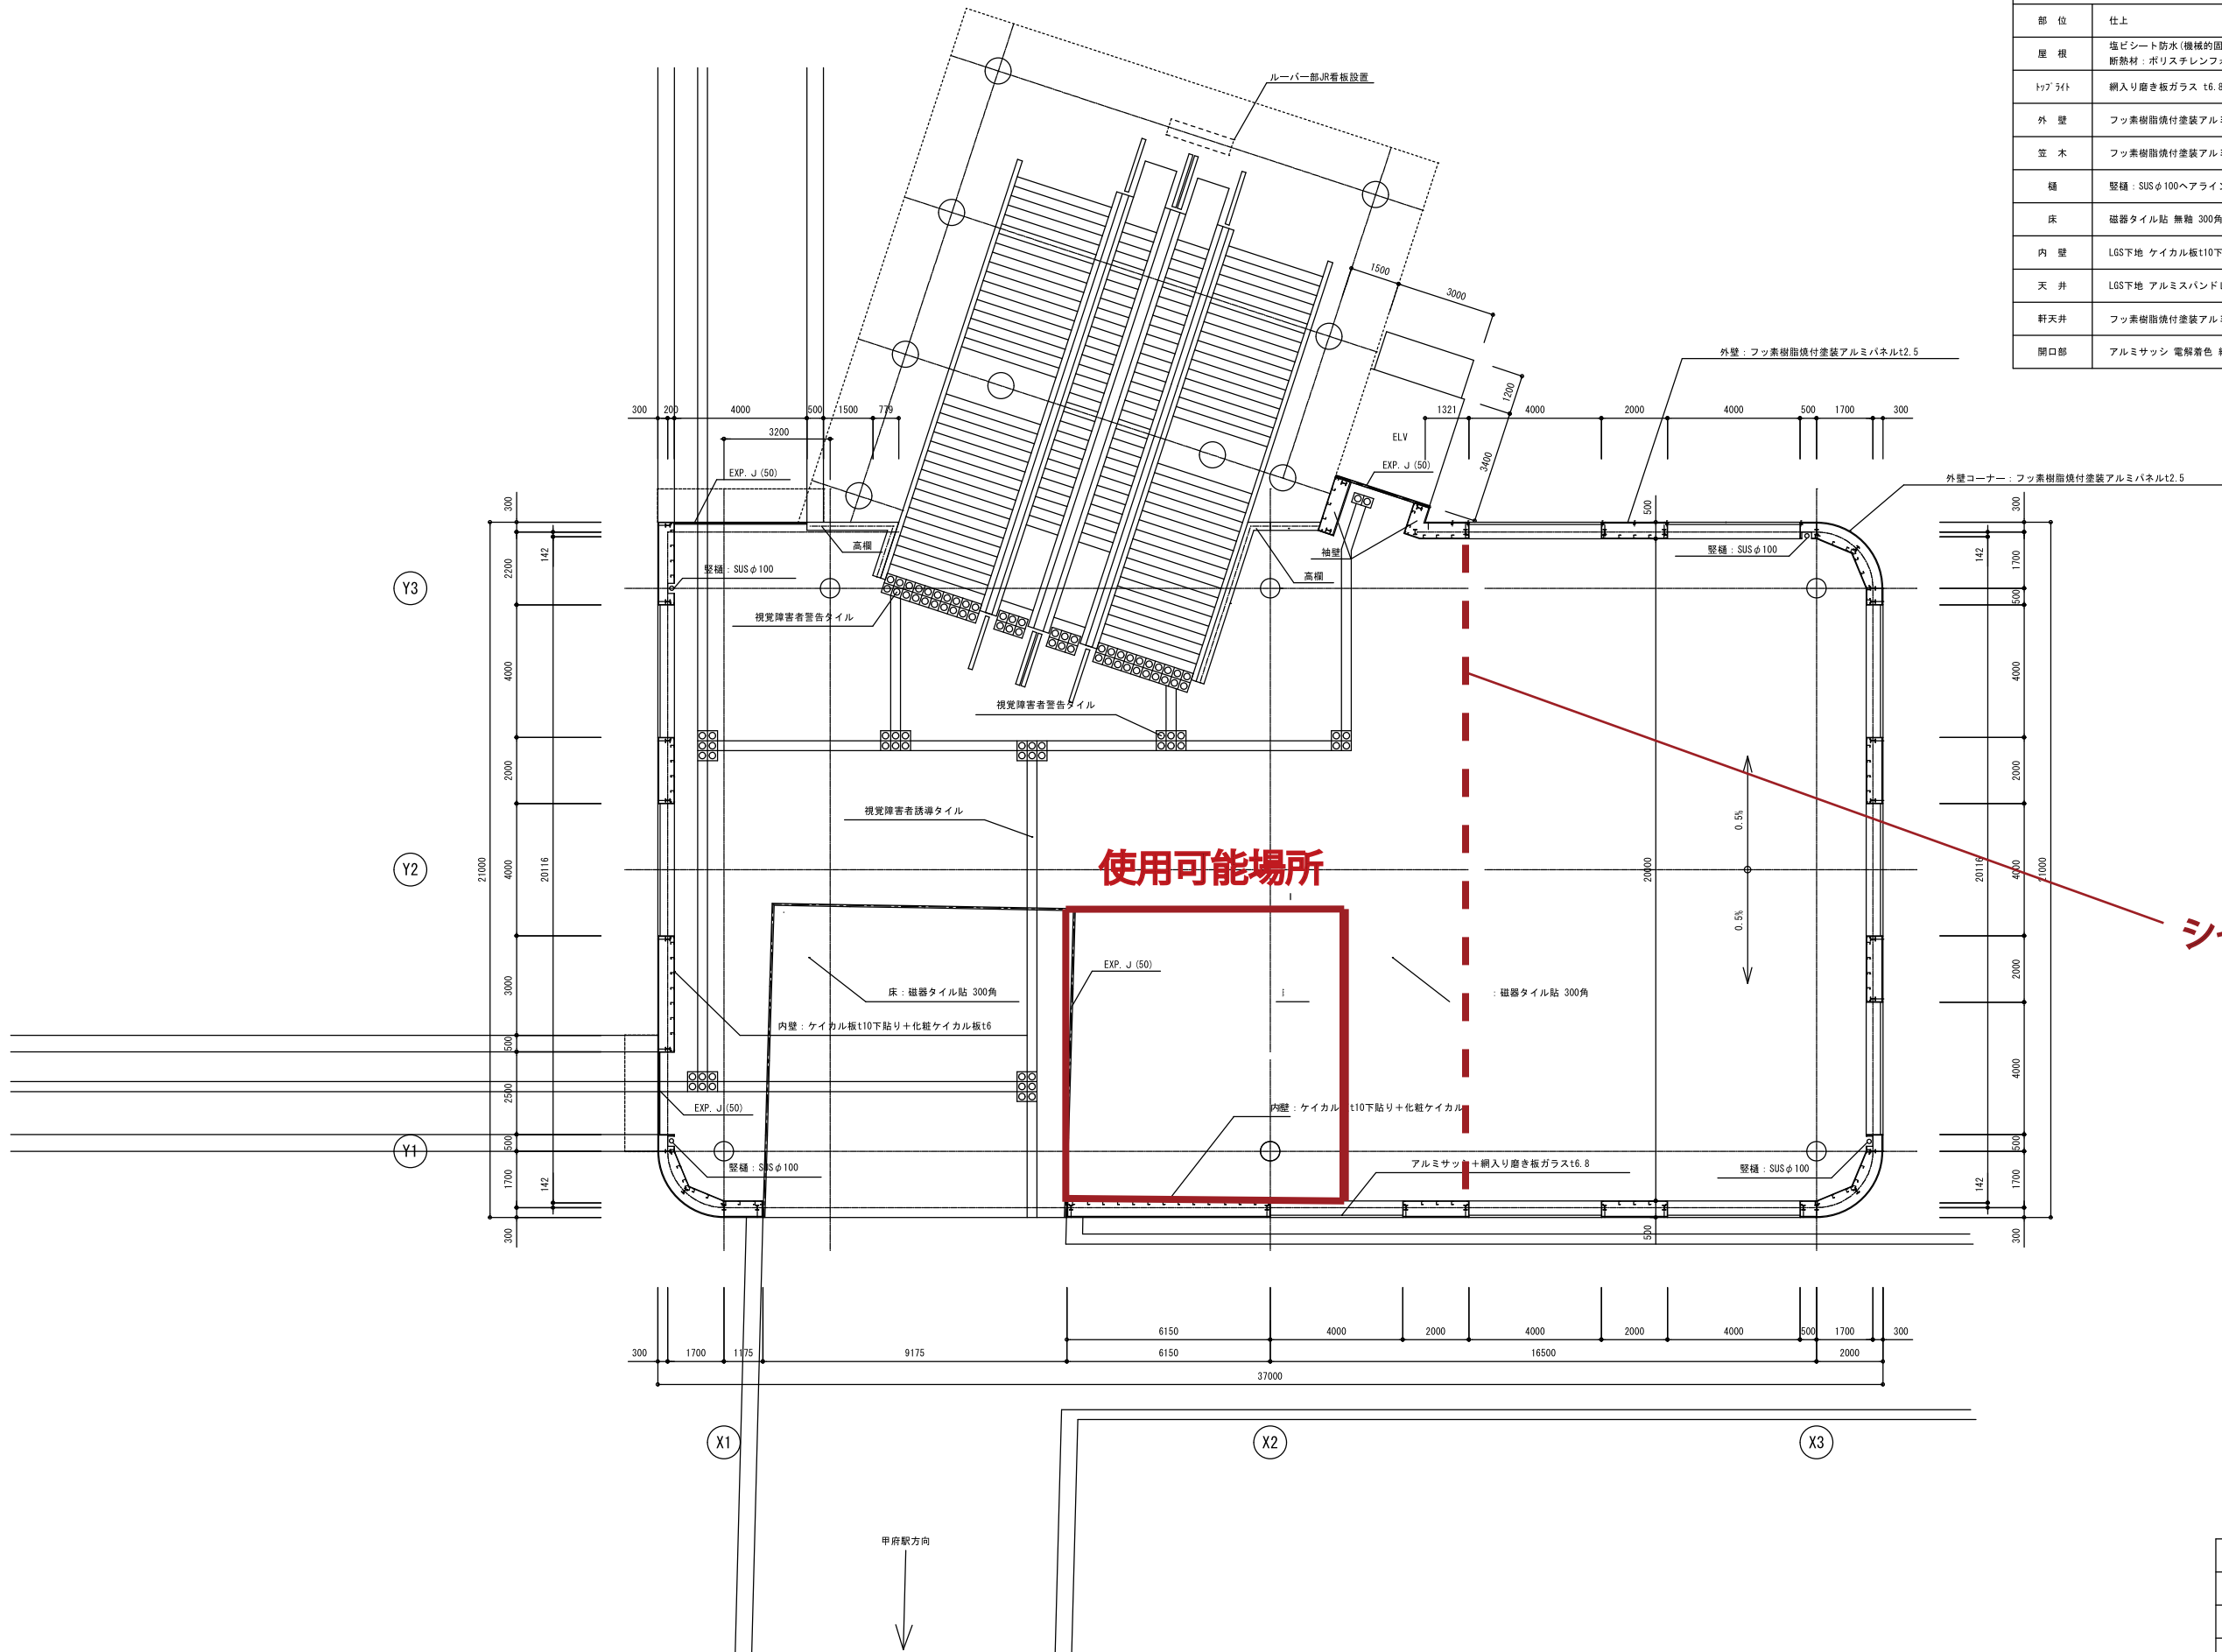 部 位 仕上
屋 根 塩ビシート防水(機械的固
断熱材:ポリスチレンフォ
トップライト 網入り磨き板ガラス t6.8
外 壁 フッ素樹脂焼付塗装アルミ
笠 木 フッ素樹脂焼付塗装アルミ
樋 竪樋:SUSφ100ヘアライン
床 磁器タイル貼 無釉 300角
内 壁 LGS下地 ケイカル板t10下
天 井 LGS下地 アルミスパンドレ
軒天井 フッ素樹脂焼付塗装アルミ
開口部 アルミサッシ 電解着色 網
ルーバー部JR看板設置
1500
3000
1200
3400
外壁:フッ素樹脂焼付塗装アルミパネルt2.5
300 200 4000 500 1500 779
3200
1321 4000 2000 4000 500 1700 300
ELV
EXP. J (50)
EXP. J (50)
外壁コーナー:フッ素樹脂焼付塗装アルミパネルt2.5
高欄
袖壁
高欄
竪樋:SUSφ100
竪樋:SUSφ100
視覚障害者警告タイル
視覚障害者警告タイル
視覚障害者誘導タイル
Y3
Y2
Y1
300
2200
4000
2000
4000
3000
500
2500
500
1700
300
142
20116
142
21000
500
20000
500
0.5%
0.5%
300
1700
500
4000
2000
4000
2000
4000
500
1700
300
142
20116
142
21000
使用可能場所
シ
EXP. J (50)
床:磁器タイル貼 300角
:磁器タイル貼 300角
内壁:ケイカル板t10下貼り+化粧ケイカル板t6
EXP. J (50)
内壁:ケイカル t10下貼り+化粧ケイカル
竪樋:SUSφ100
アルミサッシ+網入り磨き板ガラスt6.8
竪樋:SUSφ100
6150 4000 2000 4000 2000 4000 500 1700 300
300 1700 1175 9175 6150 16500 2000
37000
X1 X2 X3
甲府駅方向